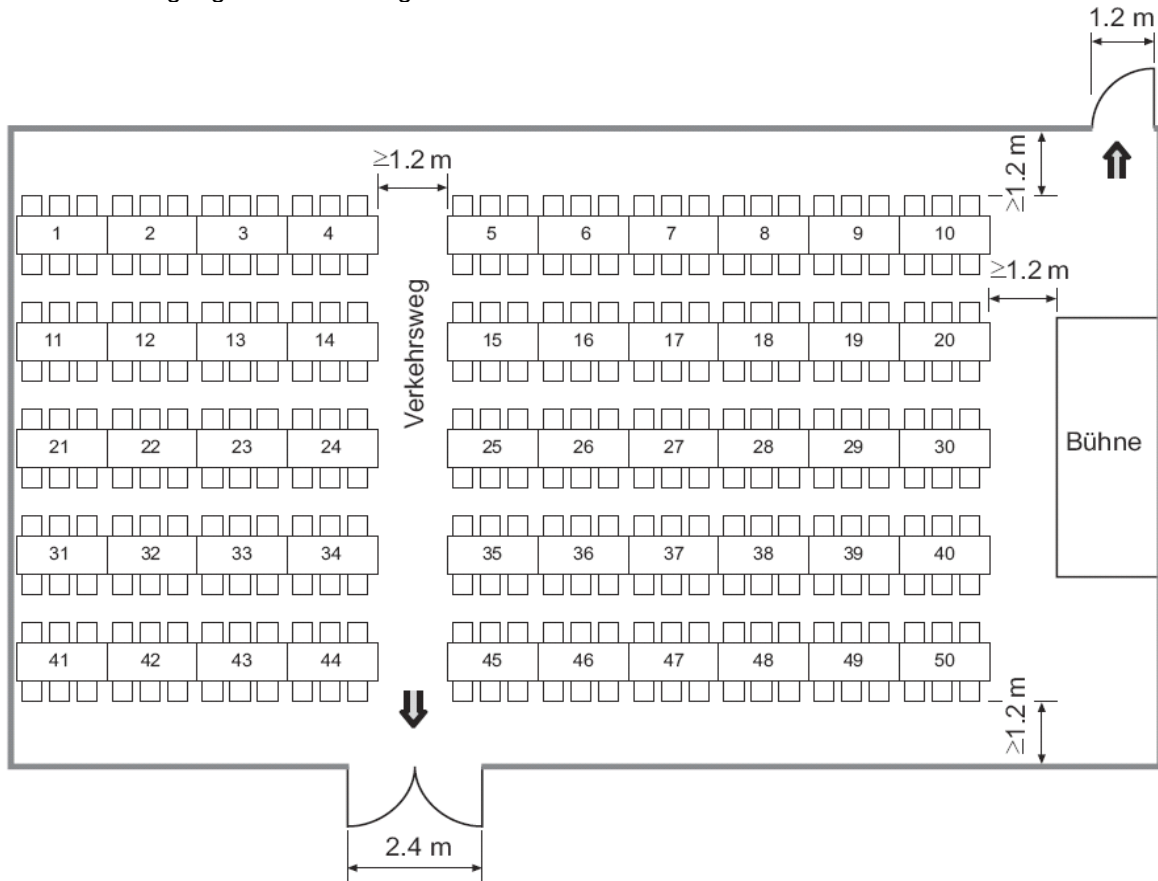 1.2 m
≥1.2 m
≥1.2 m
1 2 3 4 5 6 7 8 9 10
≥1.2 m
Verkehrsweg
11 12 13 14 15 16 17 18 19 20
Bühne
21 22 23 24 25 26 27 28 29 30
31 32 33 34 35 36 37 38 39 40
41 42 43 44 45 46 47 48 49 50
≥1.2 m
2.4 m